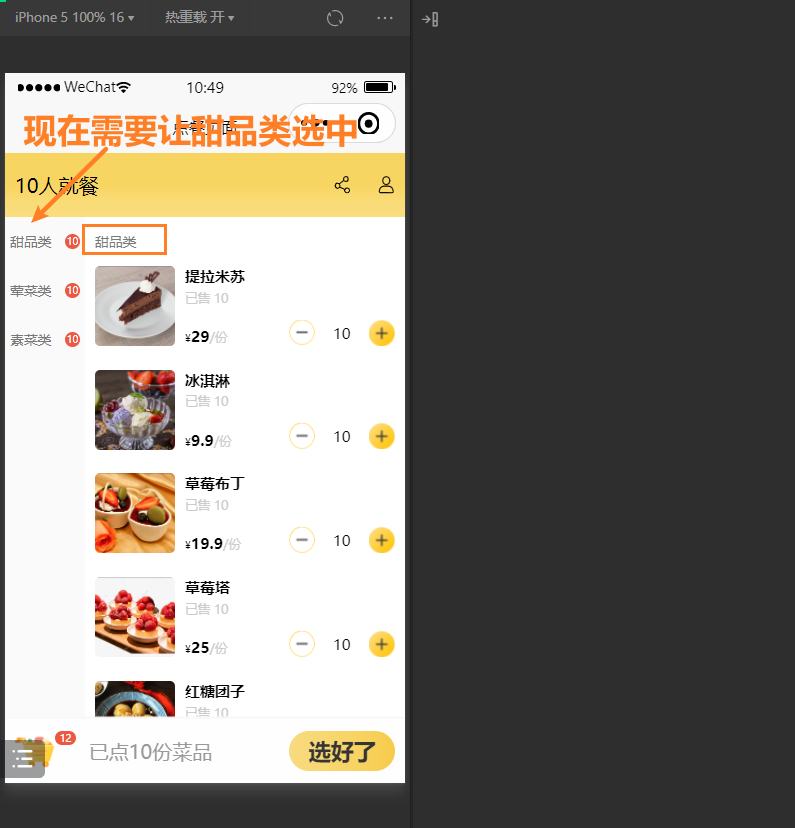 iPhone 5 100% 16 ▾ 热重载 开 ▾
WeChat 10:49 92%
现在需要让甜品类选中
10人就餐
甜品类 10
荤菜类 10
素菜类 10
甜品类
提拉米苏
已售 10
¥29/份 10
冰淇淋
已售 10
¥9.9/份 10
草莓布丁
已售 10
¥19.9/份 10
草莓塔
已售 10
¥25/份 10
红糖团子
已售 10
12
已点10份菜品
选好了